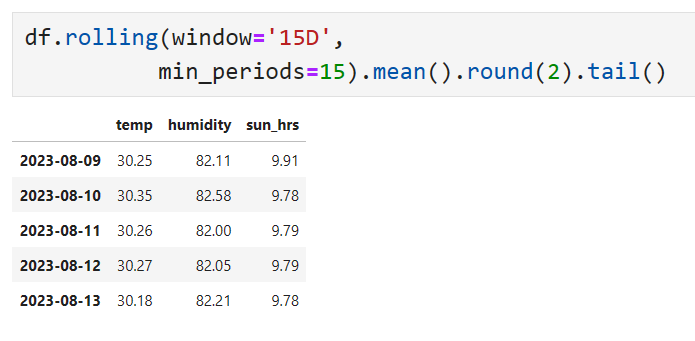 df.rolling(window='15D',
min_periods=15).mean().round(2).tail()
temp humidity sun_hrs
2023-08-09 30.25 82.11 9.91
2023-08-10 30.35 82.58 9.78
2023-08-11 30.26 82.00 9.79
2023-08-12 30.27 82.05 9.79
2023-08-13 30.18 82.21 9.78